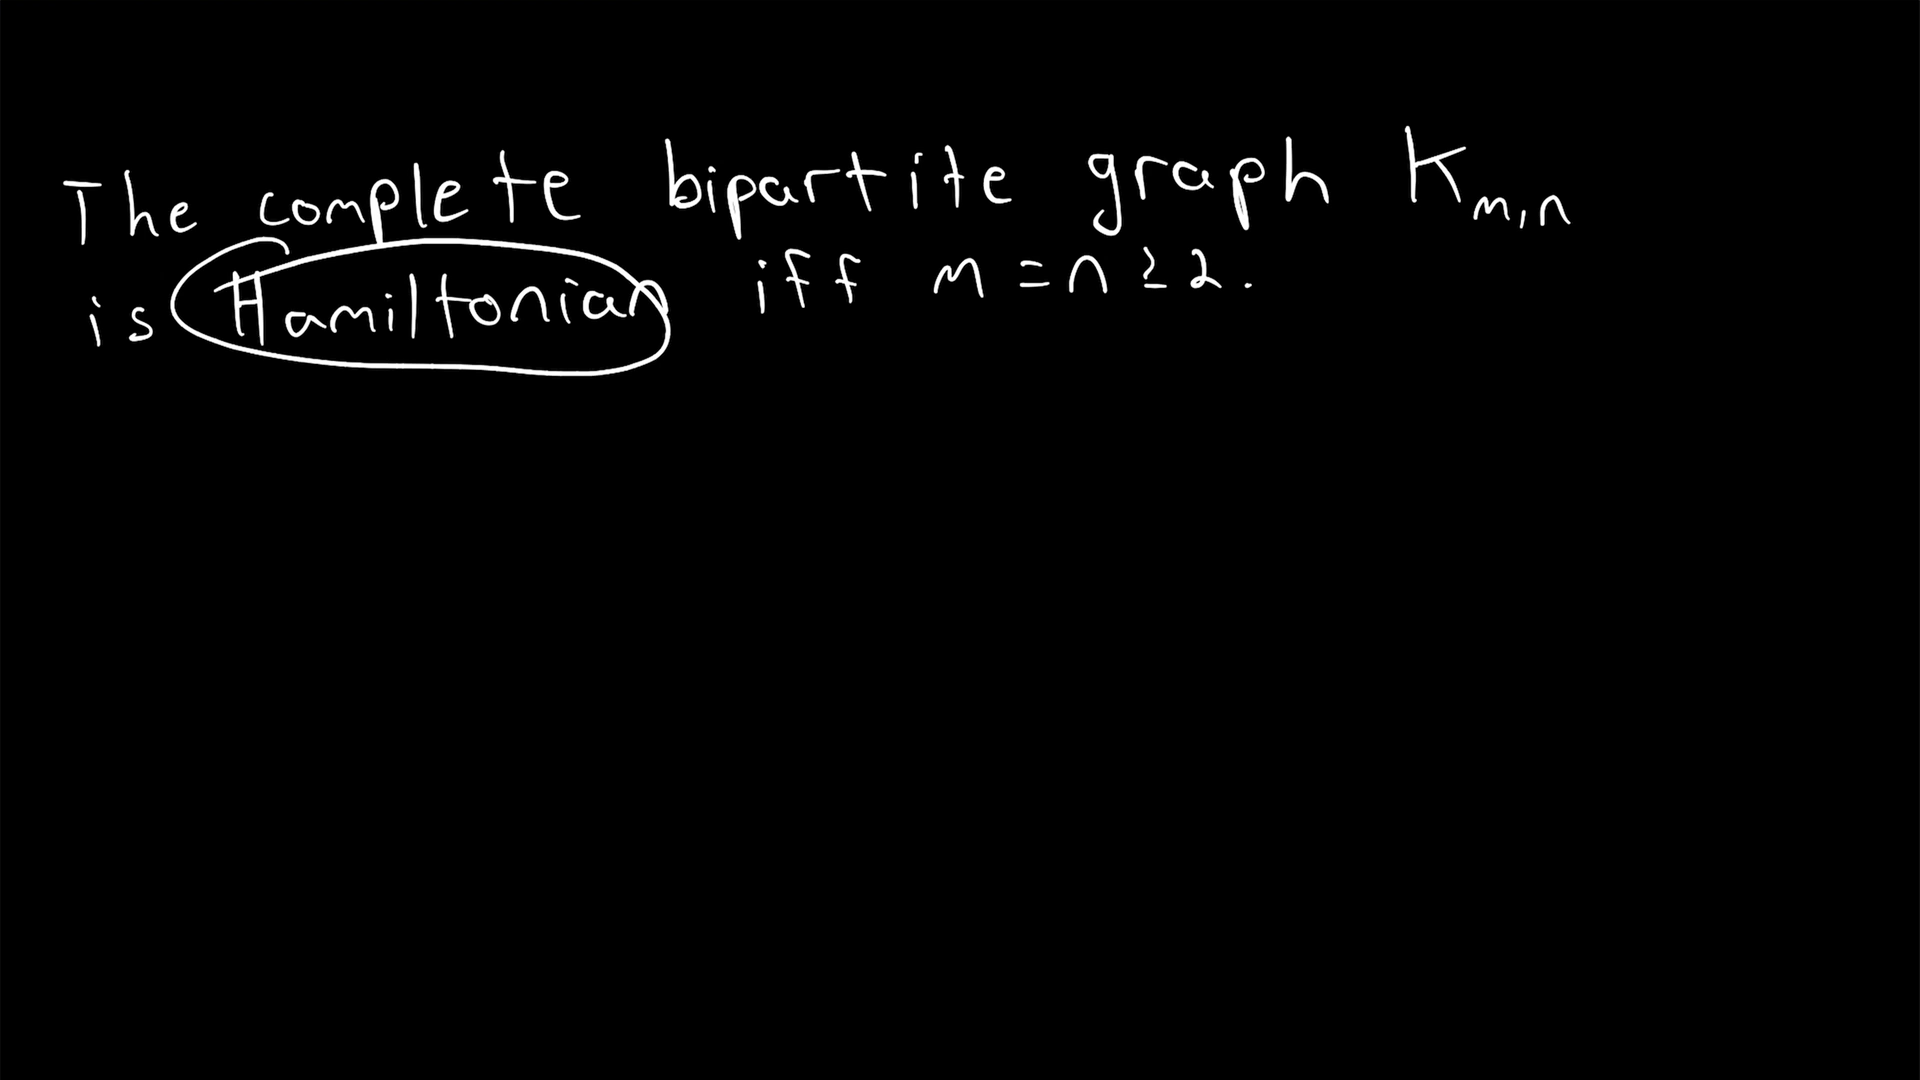 The complete bipartite graph K_{m,n}
is Hamiltonian iff m = n ≥ 2.